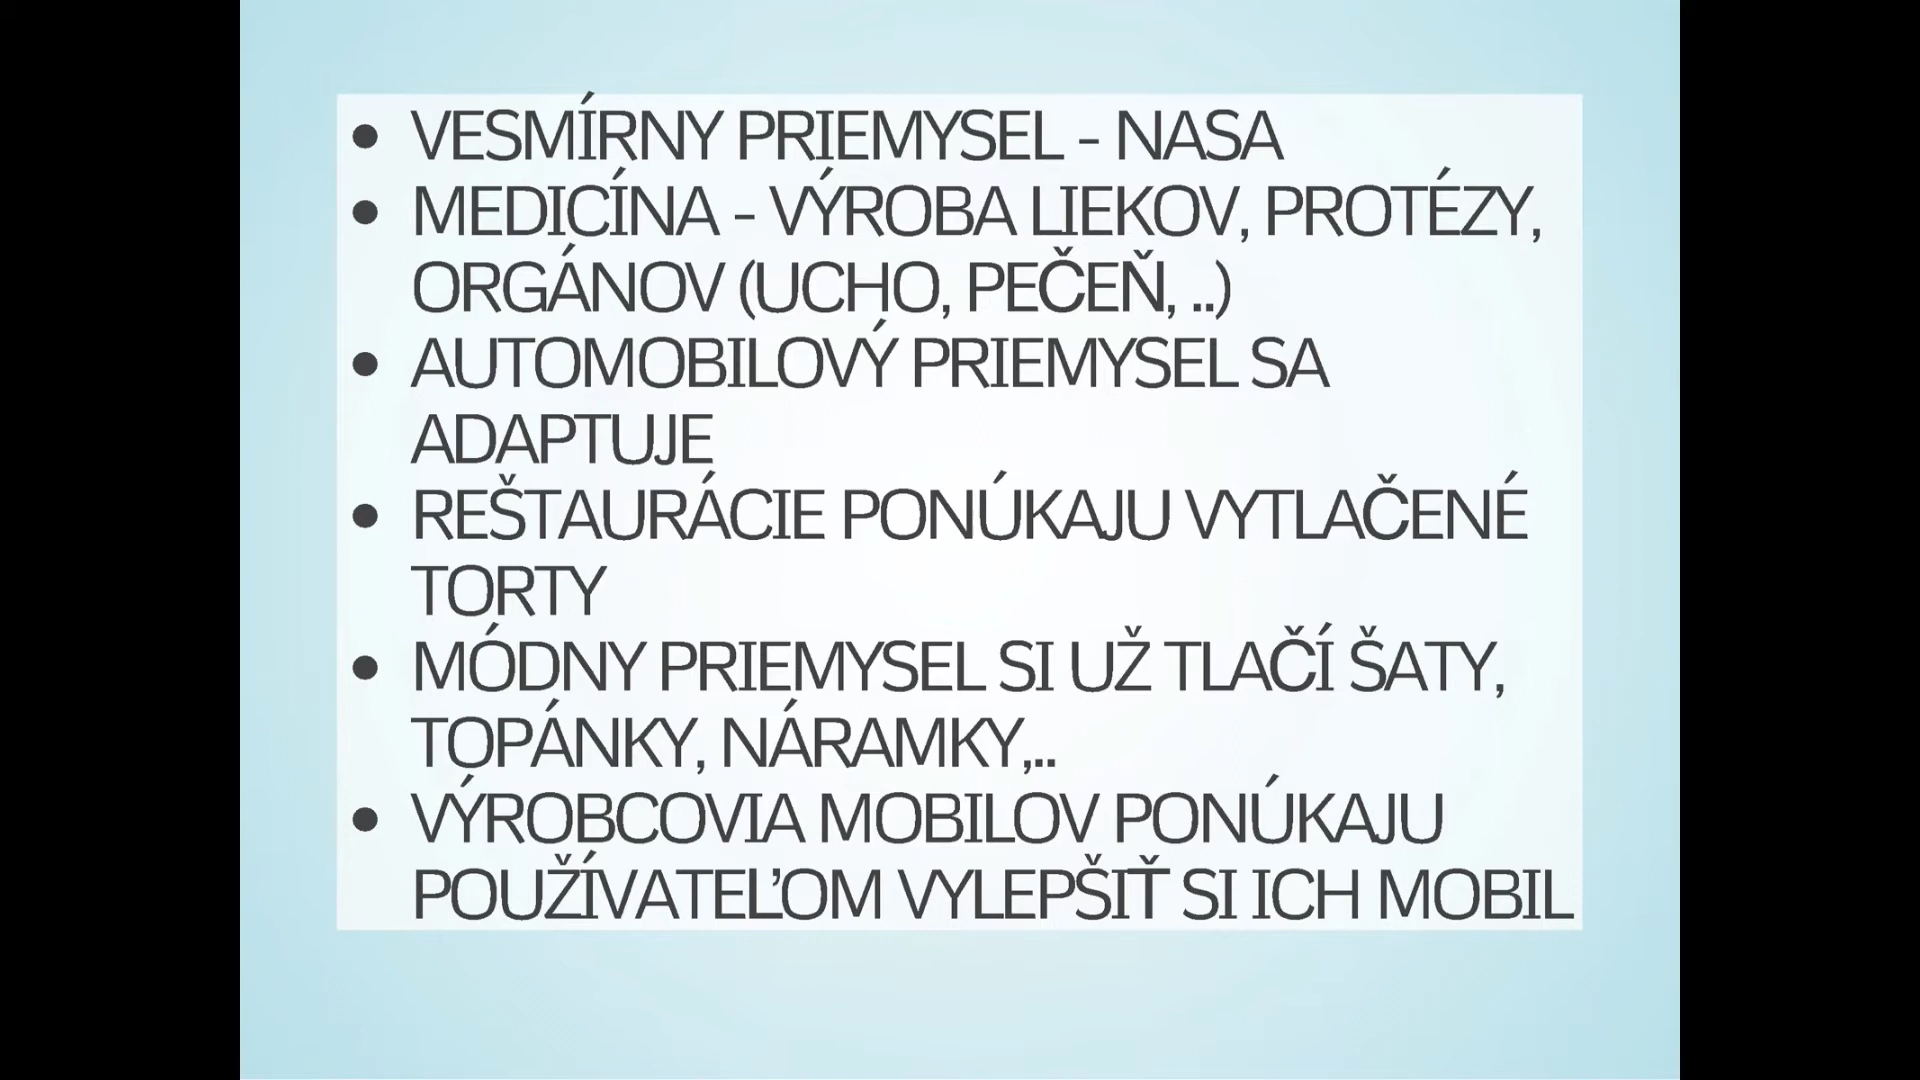 • VESMÍRNY PRIEMYSEL - NASA
• MEDICÍNA - VÝROBA LIEKOV, PROTÉZY,
ORGÁNOV (UCHO, PEČEŇ, ..)
• AUTOMOBILOVÝ PRIEMYSEL SA
ADAPTUJE
• REŠTAURÁCIE PONÚKAJU VYTLAČENÉ
TORTY
• MÓDNY PRIEMYSEL SI UŽ TLAČÍ ŠATY,
TOPÁNKY, NÁRAMKY,..
• VÝROBCOVIA MOBILOV PONÚKAJU
POUŽÍVATEĽOM VYLEPŠIŤ SI ICH MOBIL